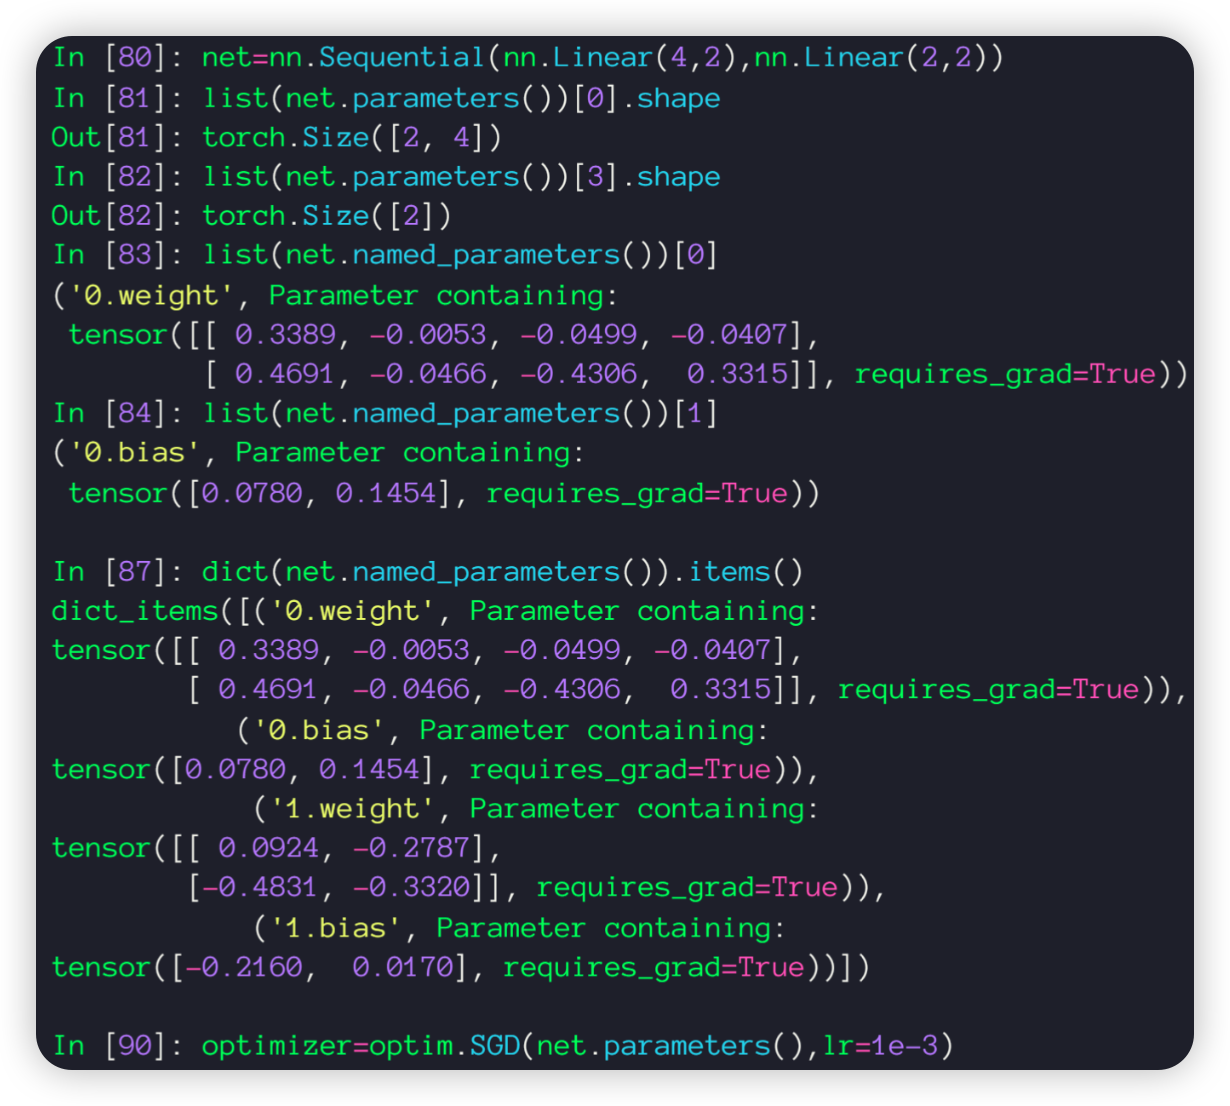 In [80]: net=nn.Sequential(nn.Linear(4,2),nn.Linear(2,2))
In [81]: list(net.parameters())[0].shape
Out[81]: torch.Size([2, 4])
In [82]: list(net.parameters())[3].shape
Out[82]: torch.Size([2])
In [83]: list(net.named_parameters())[0]
('0.weight', Parameter containing:
 tensor([[ 0.3389, -0.0053, -0.0499, -0.0407],
         [ 0.4691, -0.0466, -0.4306,  0.3315]], requires_grad=True))
In [84]: list(net.named_parameters())[1]
('0.bias', Parameter containing:
 tensor([0.0780, 0.1454], requires_grad=True))
In [87]: dict(net.named_parameters()).items()
dict_items([('0.weight', Parameter containing:
tensor([[ 0.3389, -0.0053, -0.0499, -0.0407],
        [ 0.4691, -0.0466, -0.4306,  0.3315]], requires_grad=True)),
           ('0.bias', Parameter containing:
tensor([0.0780, 0.1454], requires_grad=True)),
            ('1.weight', Parameter containing:
tensor([[ 0.0924, -0.2787],
        [-0.4831, -0.3320]], requires_grad=True)),
            ('1.bias', Parameter containing:
tensor([-0.2160,  0.0170], requires_grad=True))])
In [90]: optimizer=optim.SGD(net.parameters(),lr=1e-3)